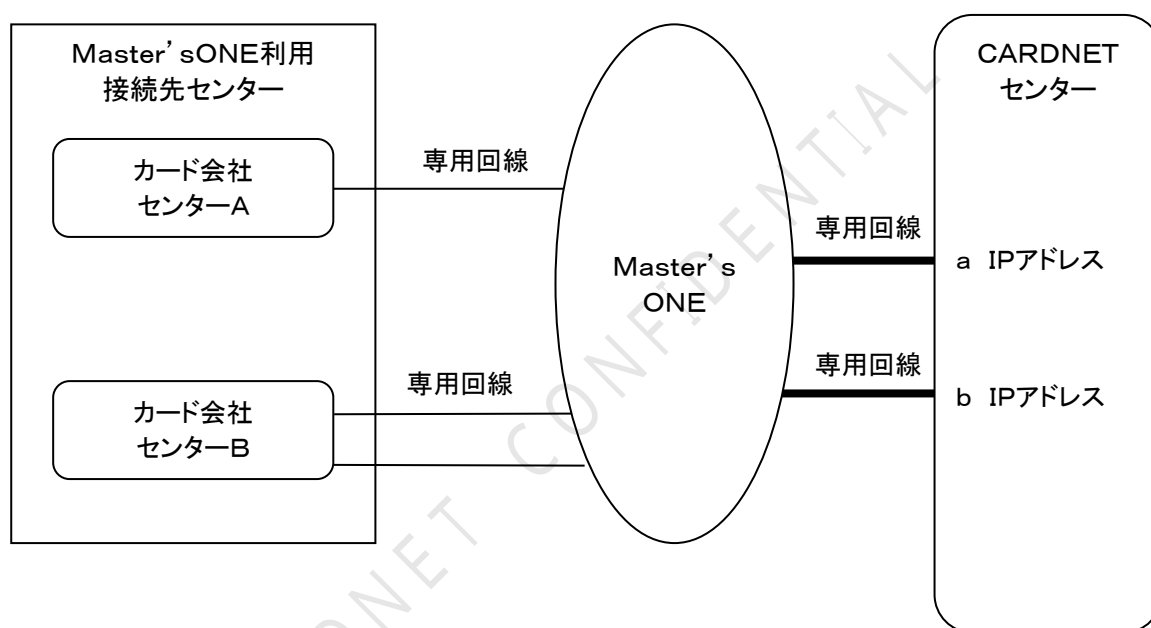 Master’sONE利用
接続先センター
カード会社
センターA
専用回線
カード会社
センターB
専用回線
Master’s
ONE
専用回線
専用回線
CARDNET
センター
a IPアドレス
b IPアドレス
CONFIDENTIAL